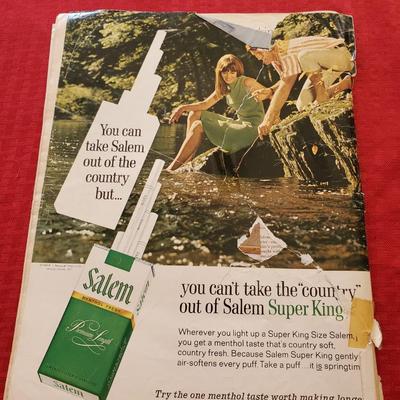 You can
take Salem
out of the
country
but...
you can't take the "country"
out of Salem Super King
Wherever you light up a Super King Size Salem,
you get a menthol taste that's country soft,
country fresh. Because Salem Super King gently
air-softens every puff. Take a puff...it is springtim
Try the one menthol taste worth making longe
Salem
MENTHOL FRESH
Premium Length
Salem